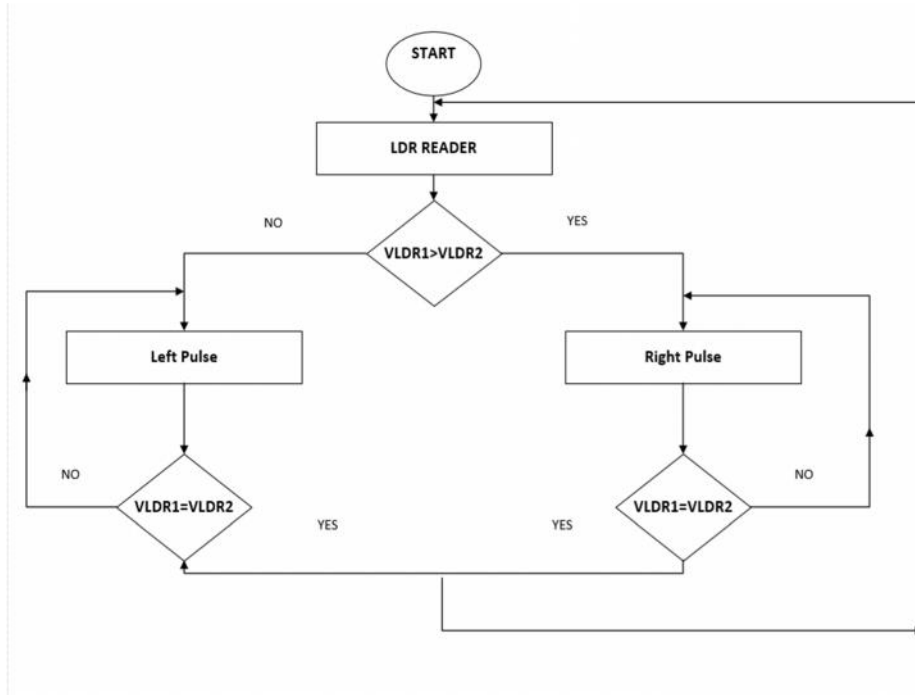 START
LDR READER
NO
YES
VLDR1>VLDR2
Left Pulse
Right Pulse
NO
NO
VLDR1=VLDR2
VLDR1=VLDR2
YES
YES